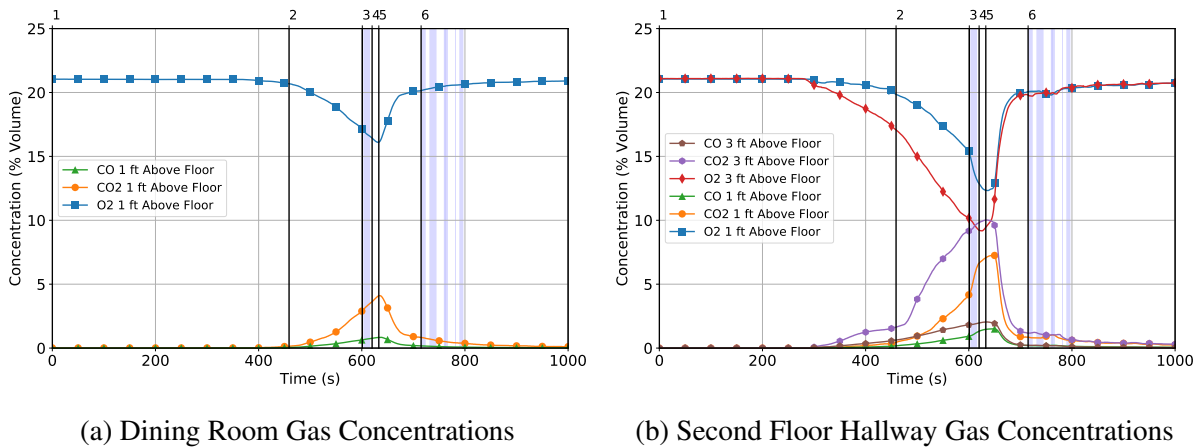 1 2 3 4 5 6
25
20
15
10
5
0
Concentration (% Volume)
CO 1 ft Above Floor
CO2 1 ft Above Floor
O2 1 ft Above Floor
0 200 400 600 800 1000
Time (s)
(a) Dining Room Gas Concentrations
1 2 3 4 5 6
25
20
15
10
5
0
Concentration (% Volume)
CO 3 ft Above Floor
CO2 3 ft Above Floor
O2 3 ft Above Floor
CO 1 ft Above Floor
CO2 1 ft Above Floor
O2 1 ft Above Floor
0 200 400 600 800 1000
Time (s)
(b) Second Floor Hallway Gas Concentrations